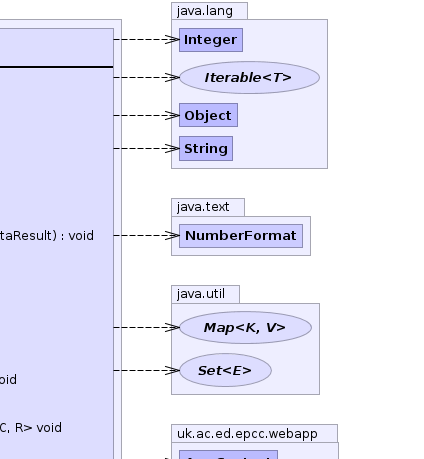 java.lang
Integer
Iterable<T>
Object
String
java.text
taResult) : void
NumberFormat
java.util
Map<K, V>
Set<E>
oid
C, R> void
uk.ac.ed.epcc.webapp